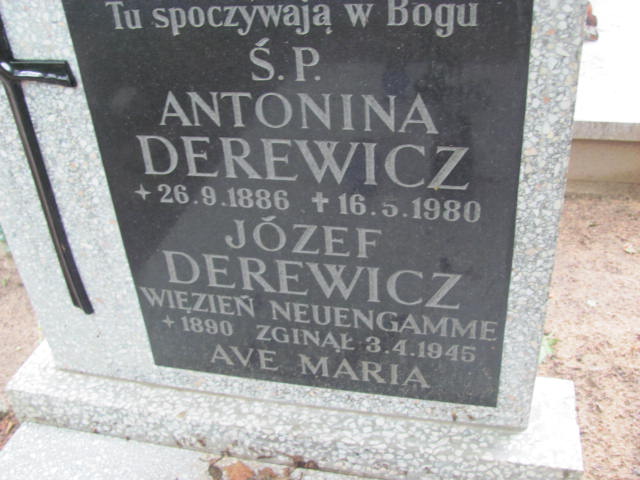 Tu spoczywają w Bogu
Ś.P.
ANTONINA
DEREWICZ
+ 26.9.1886 ✝ 16.5.1980
JÓZEF
DEREWICZ
WIĘZIEŃ NEUENGAMME
+ 1890 ZGINĄŁ 3.4.1945
AVE MARIA